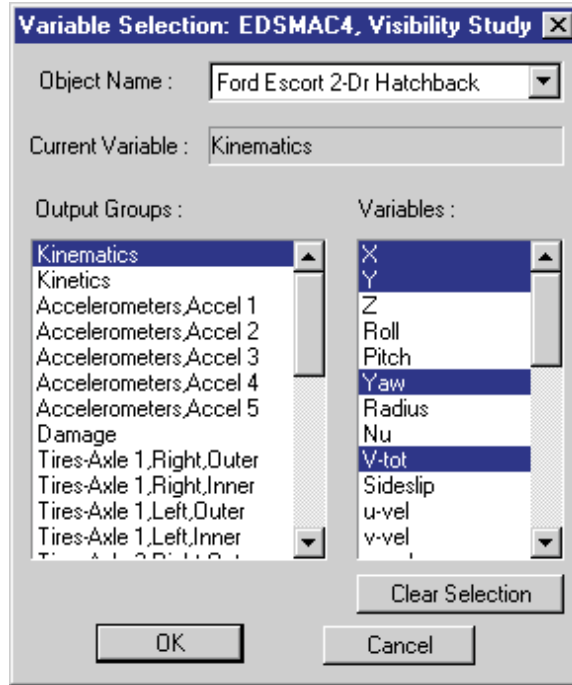 Variable Selection: EDSMAC4, Visibility Study
Object Name : Ford Escort 2-Dr Hatchback
Current Variable : Kinematics
Output Groups :
Kinematics
Kinetics
Accelerometers,Accel 1
Accelerometers,Accel 2
Accelerometers,Accel 3
Accelerometers,Accel 4
Accelerometers,Accel 5
Damage
Tires-Axle 1,Right,Outer
Tires-Axle 1,Right,Inner
Tires-Axle 1,Left,Outer
Tires-Axle 1,Left,Inner
Variables :
X
Y
Z
Roll
Pitch
Yaw
Radius
Nu
V-tot
Sideslip
u-vel
v-vel
Clear Selection
OK
Cancel